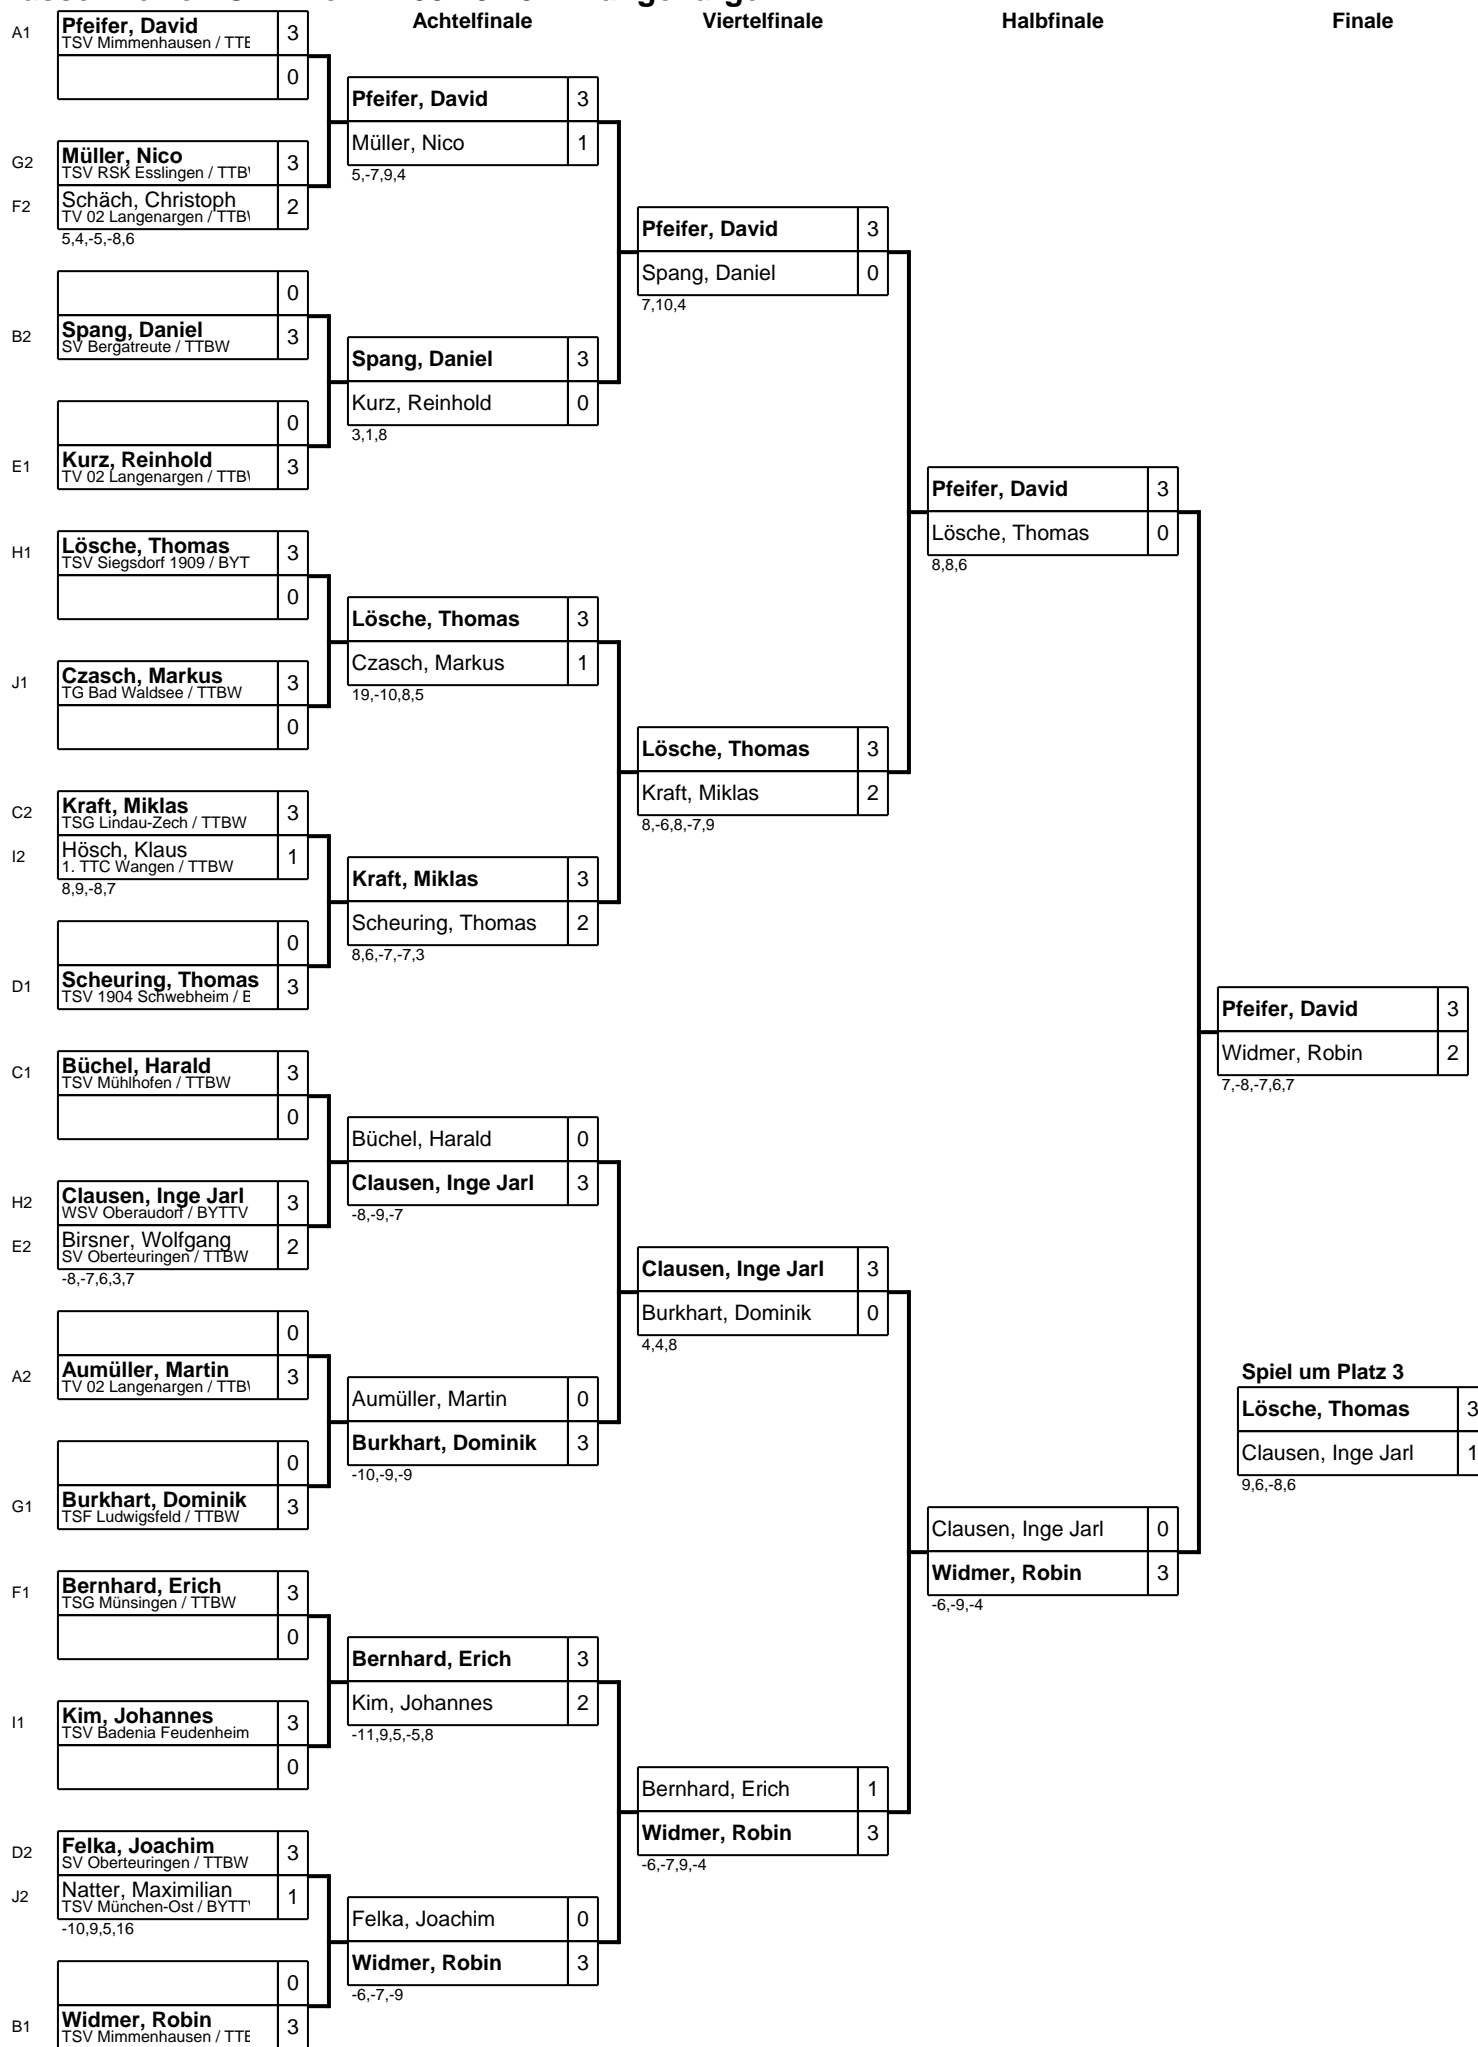 Achtelfinale
Viertelfinale
Halbfinale
Finale
A1
Pfeifer, David 3
TSV Mimmenhausen /
0
G2
Müller, Nico 3
TSV RSK Esslingen /
F2
Schäch, Christoph 2
TV 02 Langenargen /
5,4,-5,-8,6
0
B2
Spang, Daniel 3
SV Bergatreute / TTBW
0
E1
Kurz, Reinhold 3
TV 02 Langenargen /
H1
Lösche, Thomas 3
TSV Siegsdorf 1909 / BYT
0
J1
Czasch, Markus 3
TG Bad Waldsee / TTBW
0
C2
Kraft, Miklas 3
TSG Lindau-Zech / TTBW
I2
Hösch, Klaus 1
1. TTC Wangen / TTBW
8,9,-8,7
0
D1
Scheuring, Thomas 3
TSV 1904 Schwebheim /
C1
Büchel, Harald 3
TSV Mühlhofen / TTBW
0
H2
Clausen, Inge Jarl 3
WSV Oberaudorf / BYTTV
E2
Birsner, Wolfgang 2
SV Oberteuringen / TTBW
-8,-7,6,3,7
0
A2
Aumüller, Martin 3
TV 02 Langenargen /
0
G1
Burkhart, Dominik 3
TSF Ludwigsfeld / TTBW
F1
Bernhard, Erich 3
TSG Münsingen / TTBW
0
I1
Kim, Johannes 3
TSV Badenia Feudenheim
0
D2
Felka, Joachim 3
SV Oberteuringen / TTBW
J2
Natter, Maximilian 1
TSV München-Ost /
-10,9,5,16
0
B1
Widmer, Robin 3
TSV Mimmenhausen /
Pfeifer, David 3
Müller, Nico 1
5,-7,9,4
Spang, Daniel 3
Kurz, Reinhold 0
3,1,8
Lösche, Thomas 3
Czasch, Markus 1
19,-10,8,5
Kraft, Miklas 3
Scheuring, Thomas 2
8,6,-7,-7,3
Büchel, Harald 0
Clausen, Inge Jarl 3
-8,-9,-7
Aumüller, Martin 0
Burkhart, Dominik 3
-10,-9,-9
Bernhard, Erich 3
Kim, Johannes 2
-11,9,5,-5,8
Felka, Joachim 0
Widmer, Robin 3
-6,-7,-9
Pfeifer, David 3
Spang, Daniel 0
7,10,4
Lösche, Thomas 3
Kraft, Miklas 2
8,-6,8,-7,9
Clausen, Inge Jarl 3
Burkhart, Dominik 0
4,4,8
Bernhard, Erich 1
Widmer, Robin 3
-6,-7,9,-4
Pfeifer, David 3
Lösche, Thomas 0
8,8,6
Clausen, Inge Jarl 0
Widmer, Robin 3
-6,-9,-4
Pfeifer, David 3
Widmer, Robin 2
7,-8,-7,6,7
Spiel um Platz 3
Lösche, Thomas 3
Clausen, Inge Jarl 1
9,6,-8,6